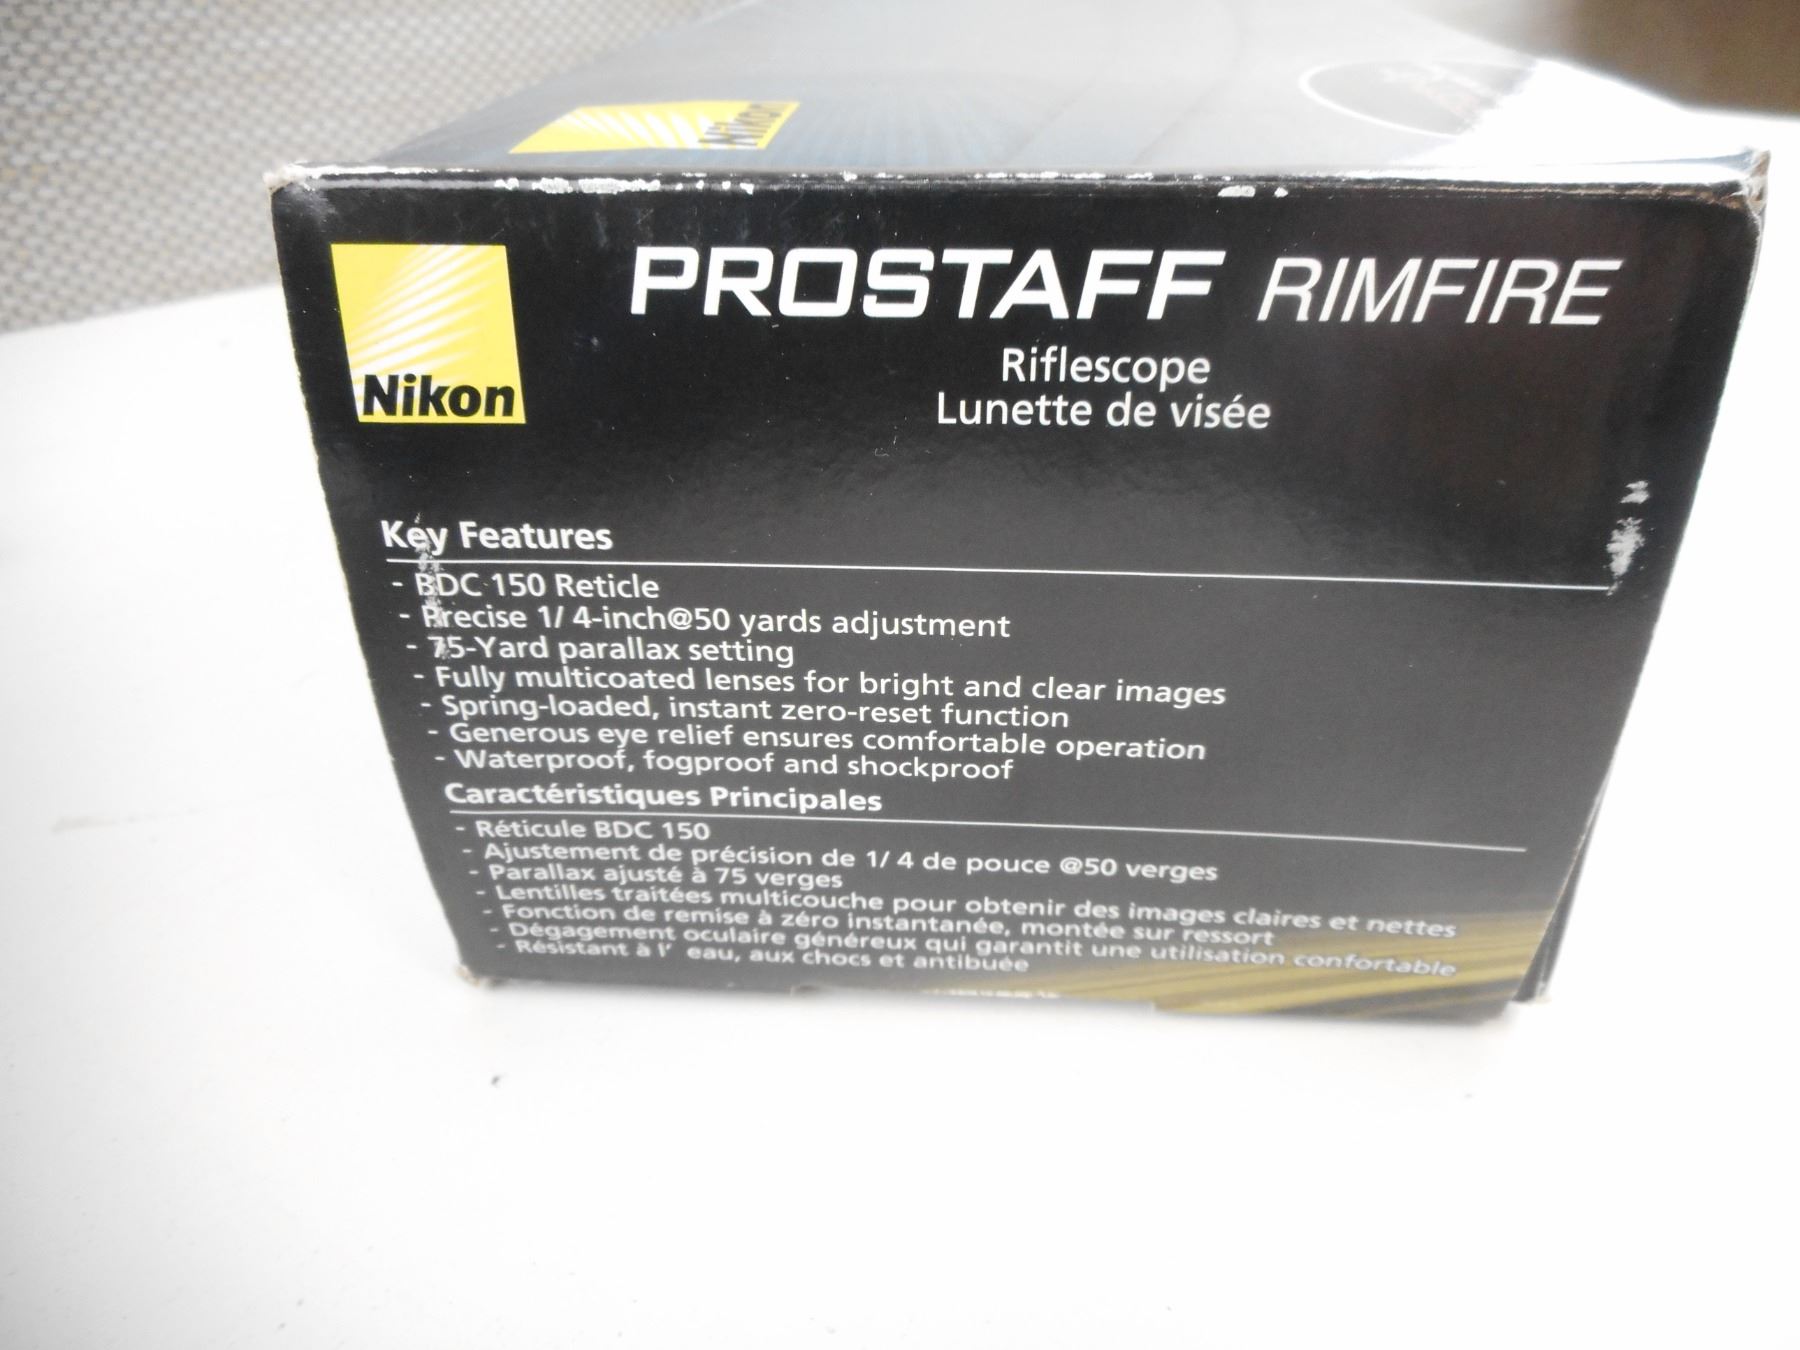 Nikon
Nikon
PROSTAFF RIMFIRE
Riflescope
Lunette de visée
Key Features
- BDC 150 Reticle
- Precise 1/ 4-inch@50 yards adjustment
- 75-Yard parallax setting
- Fully multicoated lenses for bright and clear images
- Spring-loaded, instant zero-reset function
- Generous eye relief ensures comfortable operation
- Waterproof, fogproof and shockproof
Caractéristiques Principales
- Réticule BDC 150
- Ajustement de précision de 1/ 4 de pouce @50 verges
- Parallax ajusté à 75 verges
- Lentilles traitées multicouche pour obtenir des images claires et nettes
- Fonction de remise à zéro instantanée, montée sur ressort
- Dégagement oculaire généreux qui garantit une utilisation confortable
- Résistant à l' eau, aux chocs et antibuée